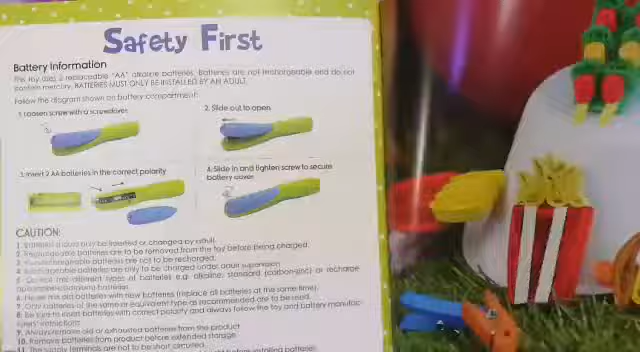 Safety First
Battery Information
This toy uses 2 replaceable "AA" alkaline batteries. Batteries are not rechargeable and do not
contain mercury. BATTERIES MUST ONLY BE INSTALLED BY AN ADULT.
Follow the diagram shown on battery compartment:
1. Loosen screw with a screwdriver
2. Slide out to open
3. Insert 2 AA batteries in the correct polarity
4. Slide in and tighten screw to secure
battery cover
CAUTION:
1. Batteries should only be inserted or changed by adult.
2. Rechargeable batteries are to be removed from the toy before being charged.
3. Non-rechargeable batteries are not to be recharged.
4. Rechargeable batteries are only to be charged under adult supervision.
5. Do not mix different types of batteries e.g. alkaline, standard (carbon-zinc) or recharge
6. Never mix old batteries with new batteries (replace all batteries at the same time).
7. Only batteries of the same or equivalent type as recommended are to be used.
8. Be sure to insert batteries with correct polarity and always follow the toy and battery manufac-
turers' instructions.
9. Always remove old or exhausted batteries from the product.
10. Remove batteries from product before extended storage.
11. The supply terminals are not to be short circuited.
before installing batteries